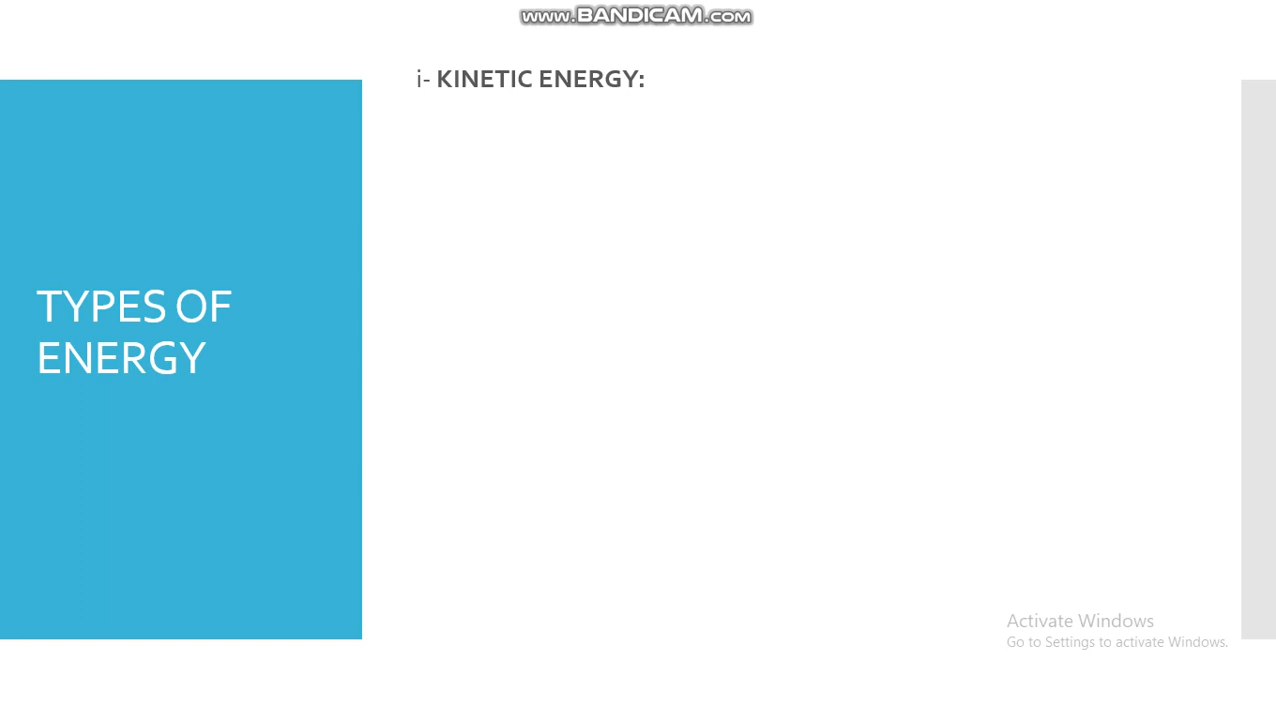 WWW.BANDICAM.COM
i- KINETIC ENERGY:
TYPES OF
ENERGY
Activate Windows
Go to Settings to activate Windows.